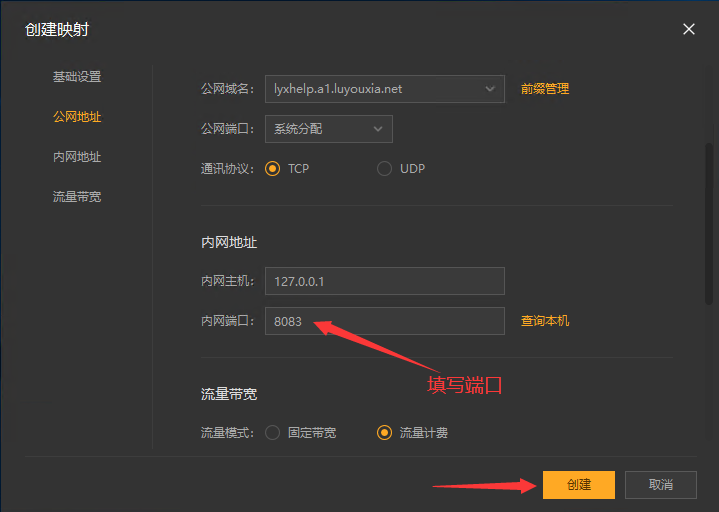 创建映射
基础设置
公网地址
内网地址
流量带宽
公网域名: lyxhelp.a1.luyouxia.net 前缀管理
公网端口: 系统分配
通讯协议: TCP UDP
内网地址
内网主机: 127.0.0.1
内网端口: 8083 查询本机
填写端口
流量带宽
流量模式: 固定带宽 流量计费
创建 取消